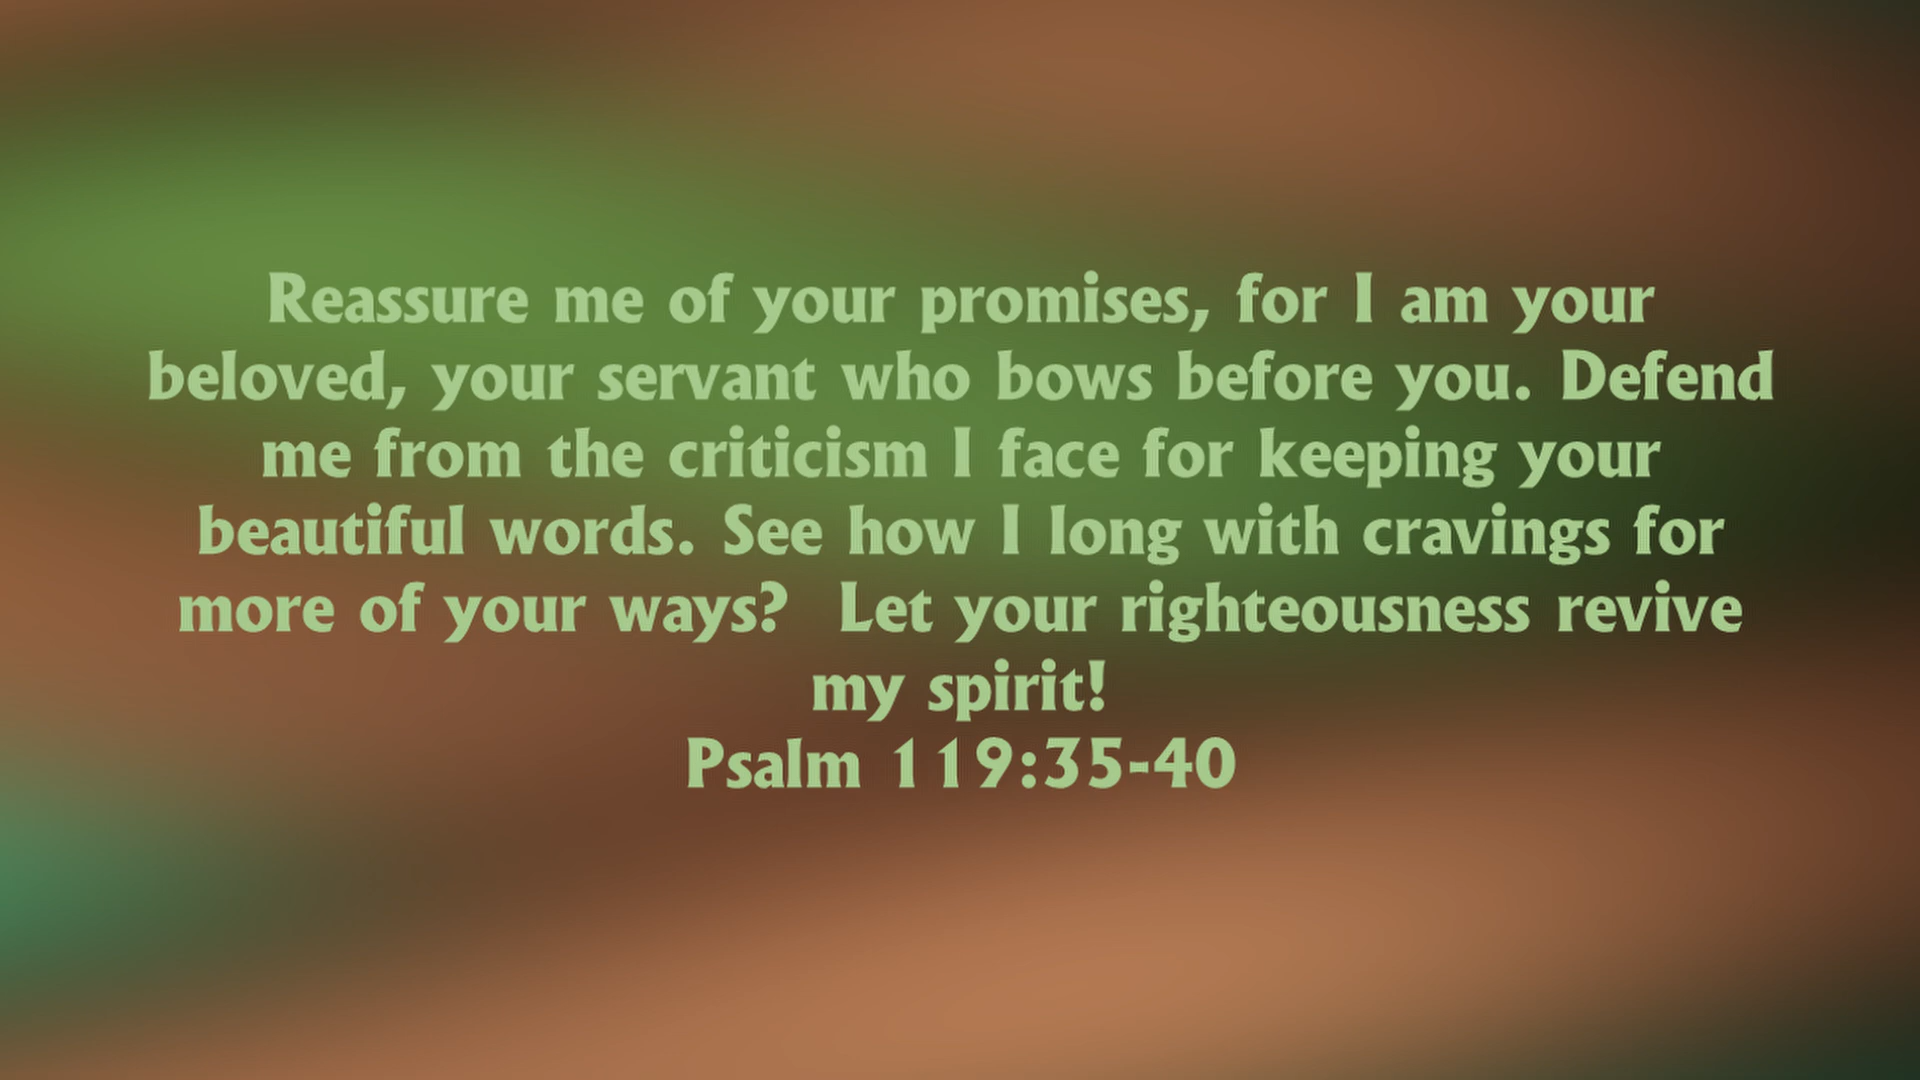 Reassure me of your promises, for I am your
beloved, your servant who bows before you. Defend
me from the criticism I face for keeping your
beautiful words. See how I long with cravings for
more of your ways?  Let your righteousness revive
my spirit!
Psalm 119:35-40